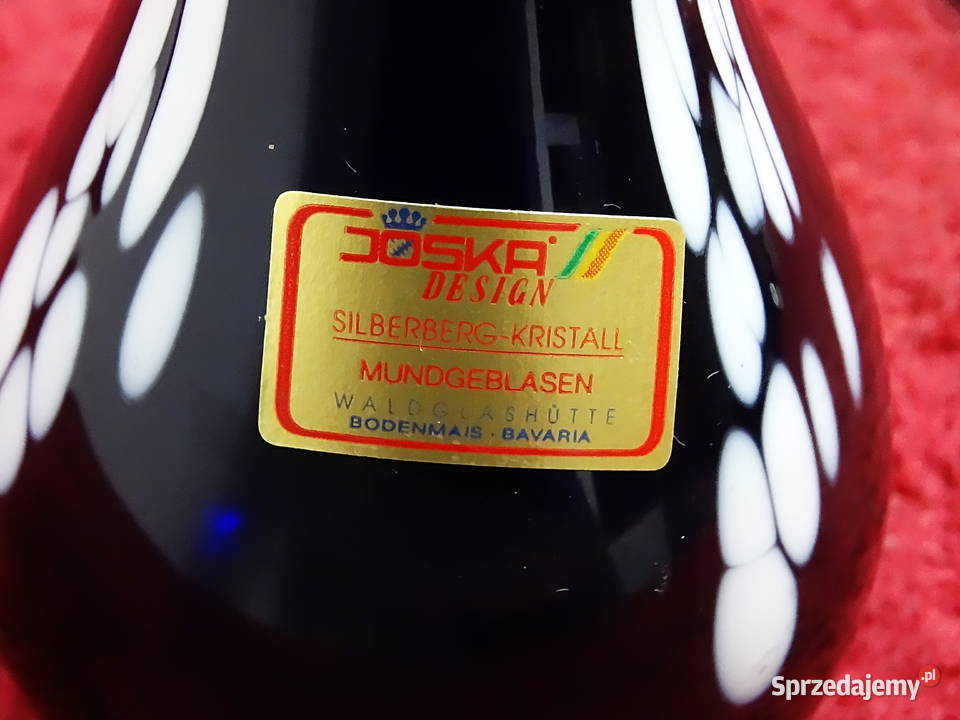 JOSKA
DESIGN
SILBERBERG-KRISTALL
MUNDGEBLASEN
WALDGLASHÜTTE
BODENMAIS · BAVARIA
Sprzedajemy.pl